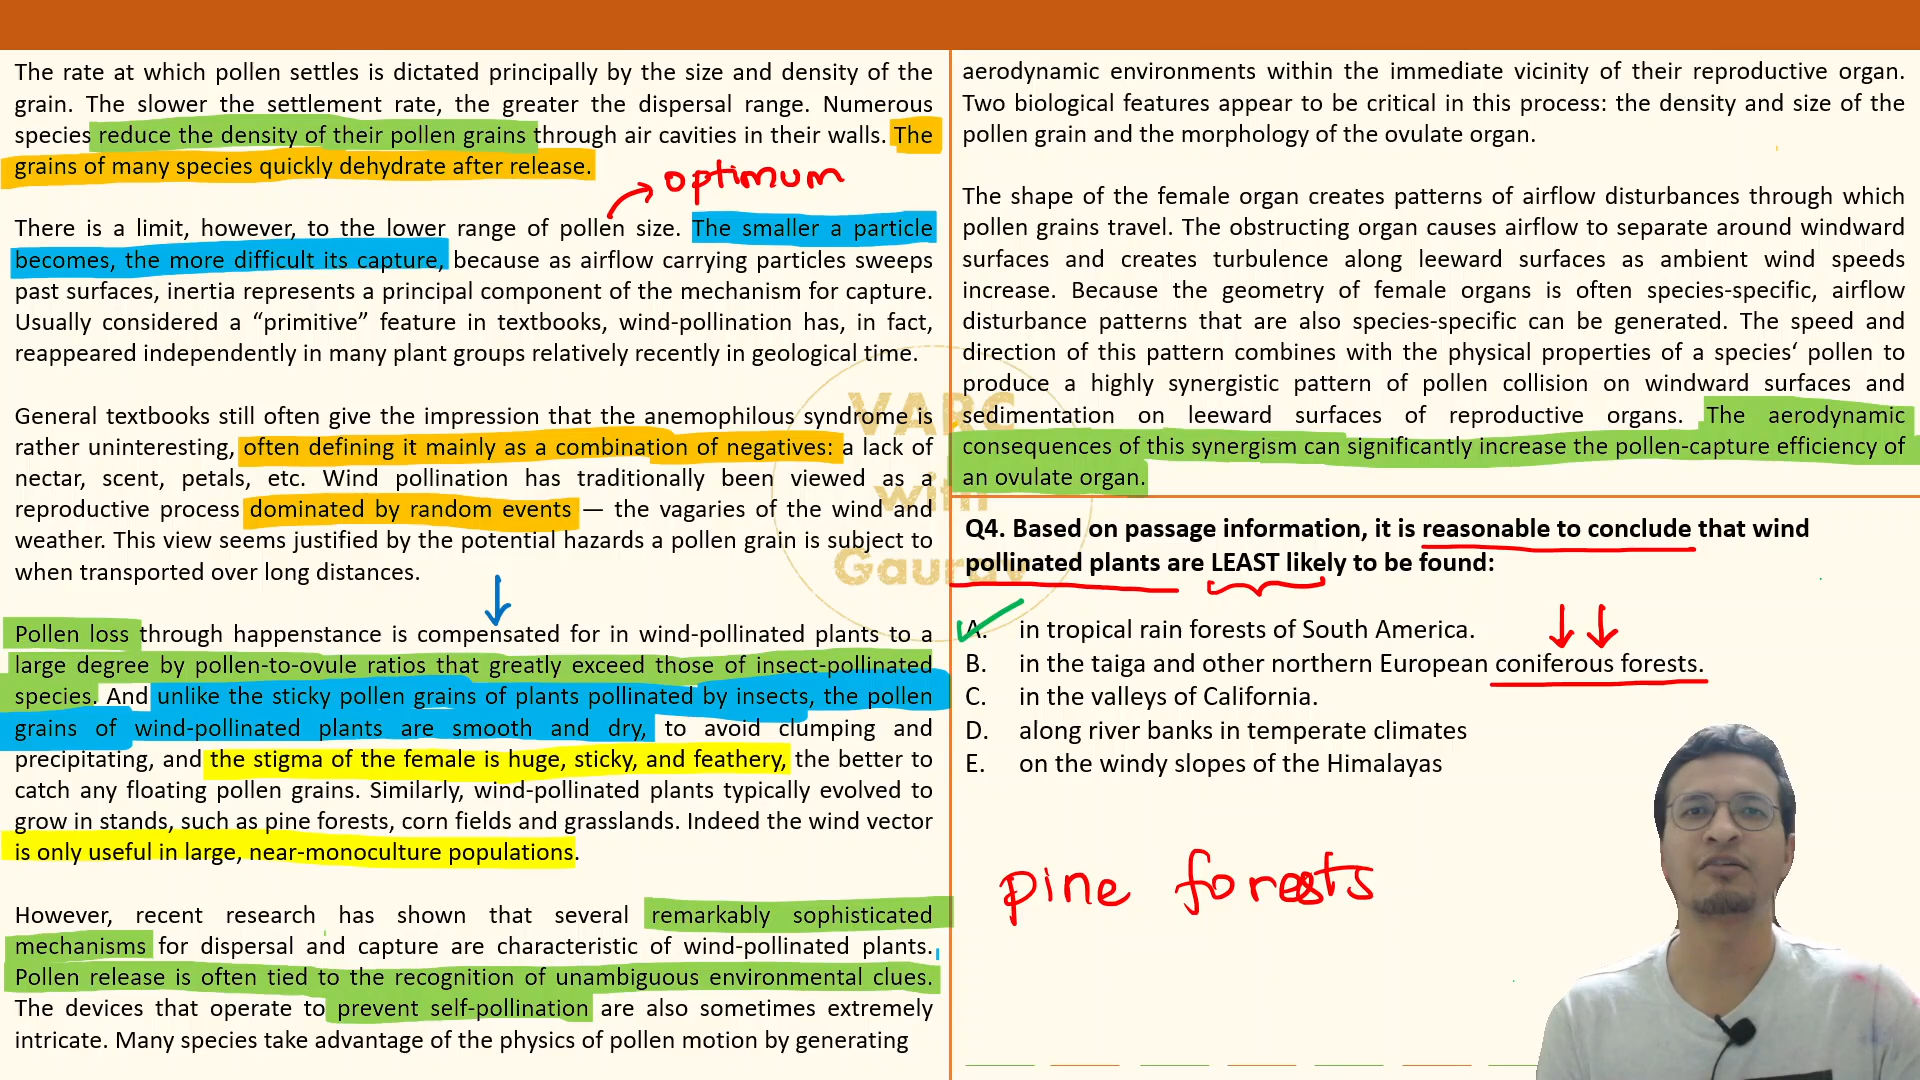 The rate at which pollen settles is dictated principally by the size and density of the
grain. The slower the settlement rate, the greater the dispersal range. Numerous
species reduce the density of their pollen grains through air cavities in their walls. The
grains of many species quickly dehydrate after release.
optimum
There is a limit, however, to the lower range of pollen size. The smaller a particle
becomes, the more difficult its capture, because as airflow carrying particles sweeps
past surfaces, inertia represents a principal component of the mechanism for capture.
Usually considered a “primitive” feature in textbooks, wind-pollination has, in fact,
reappeared independently in many plant groups relatively recently in geological time.
General textbooks still often give the impression that the anemophilous syndrome is
rather uninteresting, often defining it mainly as a combination of negatives: a lack of
nectar, scent, petals, etc. Wind pollination has traditionally been viewed as a
reproductive process dominated by random events — the vagaries of the wind and
weather. This view seems justified by the potential hazards a pollen grain is subject to
when transported over long distances.
Pollen loss through happenstance is compensated for in wind-pollinated plants to a
large degree by pollen-to-ovule ratios that greatly exceed those of insect-pollinated
species. And unlike the sticky pollen grains of plants pollinated by insects, the pollen
grains of wind-pollinated plants are smooth and dry, to avoid clumping and
precipitating, and the stigma of the female is huge, sticky, and feathery, the better to
catch any floating pollen grains. Similarly, wind-pollinated plants typically evolved to
grow in stands, such as pine forests, corn fields and grasslands. Indeed the wind vector
is only useful in large, near-monoculture populations.
However, recent research has shown that several remarkably sophisticated
mechanisms for dispersal and capture are characteristic of wind-pollinated plants.
Pollen release is often tied to the recognition of unambiguous environmental clues.
The devices that operate to prevent self-pollination are also sometimes extremely
intricate. Many species take advantage of the physics of pollen motion by generating
aerodynamic environments within the immediate vicinity of their reproductive organ.
Two biological features appear to be critical in this process: the density and size of the
pollen grain and the morphology of the ovulate organ.
The shape of the female organ creates patterns of airflow disturbances through which
pollen grains travel. The obstructing organ causes airflow to separate around windward
surfaces and creates turbulence along leeward surfaces as ambient wind speeds
increase. Because the geometry of female organs is often species-specific, airflow
disturbance patterns that are also species-specific can be generated. The speed and
direction of this pattern combines with the physical properties of a species‘ pollen to
produce a highly synergistic pattern of pollen collision on windward surfaces and
sedimentation on leeward surfaces of reproductive organs. The aerodynamic
consequences of this synergism can significantly increase the pollen-capture efficiency of
an ovulate organ.
VARC
with
Gaurav
Q4. Based on passage information, it is reasonable to conclude that wind
pollinated plants are LEAST likely to be found:
A. in tropical rain forests of South America.
B. in the taiga and other northern European coniferous forests.
C. in the valleys of California.
D. along river banks in temperate climates
E. on the windy slopes of the Himalayas
pine forests